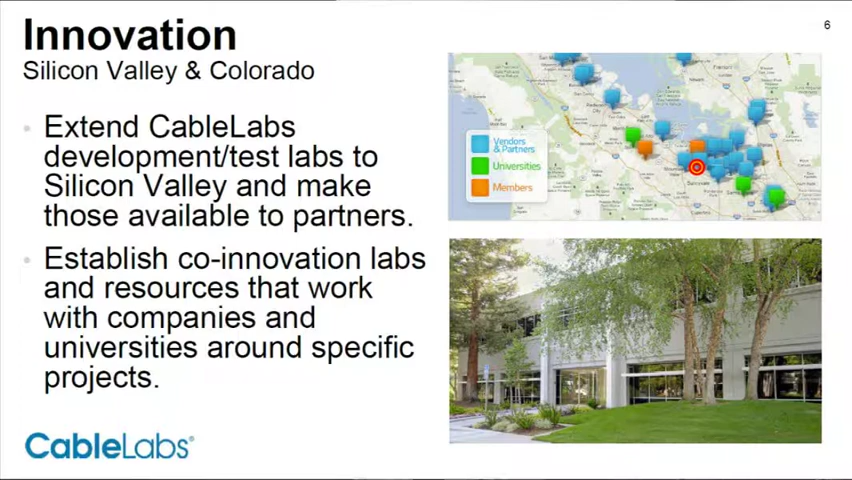 6
Innovation
Silicon Valley & Colorado
• Extend CableLabs
development/test labs to
Silicon Valley and make
those available to partners.
• Establish co-innovation labs
and resources that work
with companies and
universities around specific
projects.
Vendors
& Partners
Universities
Members
CableLabs®